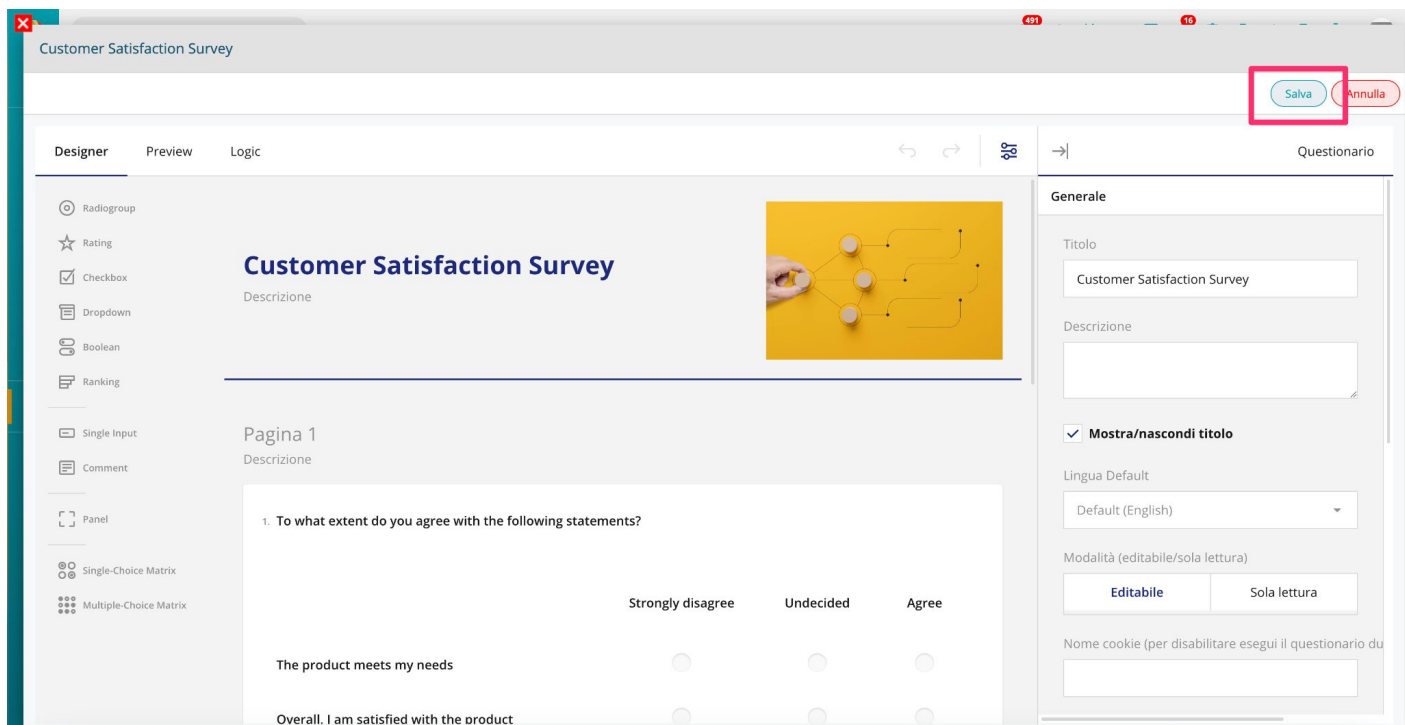 491
16
Customer Satisfaction Survey
Salva
Annulla
Designer
Preview
Logic
Questionario
Radiogroup
Rating
Checkbox
Dropdown
Boolean
Ranking
Single Input
Comment
Panel
Single-Choice Matrix
Multiple-Choice Matrix
Customer Satisfaction Survey
Descrizione
Pagina 1
Descrizione
1. To what extent do you agree with the following statements?
Strongly disagree
Undecided
Agree
The product meets my needs
Overall, I am satisfied with the product
Generale
Titolo
Customer Satisfaction Survey
Descrizione
Mostra/nascondi titolo
Lingua Default
Default (English)
Modalità (editabile/sola lettura)
Editabile
Sola lettura
Nome cookie (per disabilitare esegui il questionario du